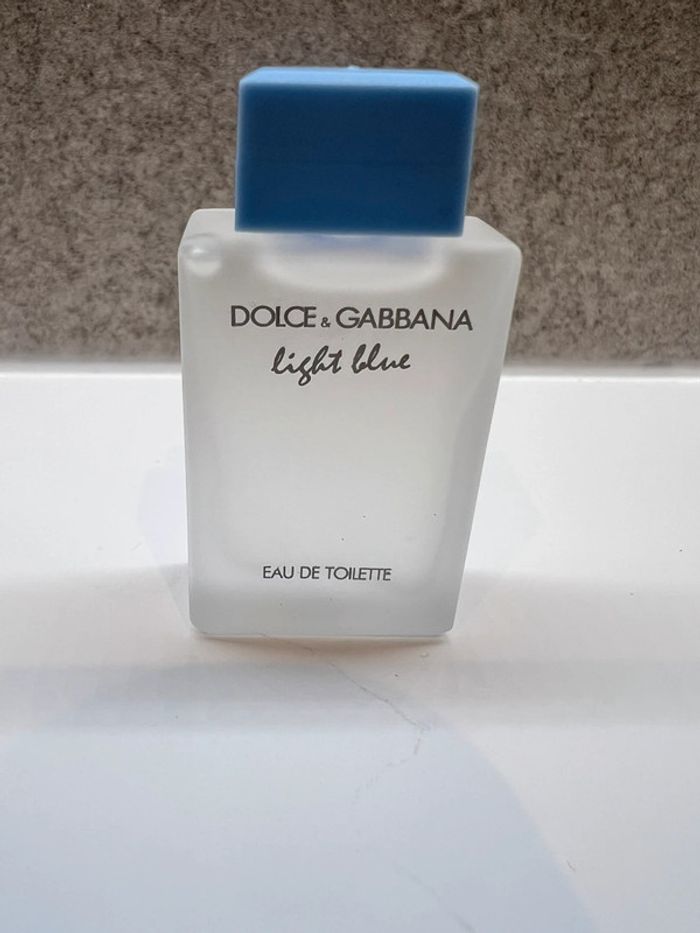 DOLCE & GABBANA
light blue
EAU DE TOILETTE